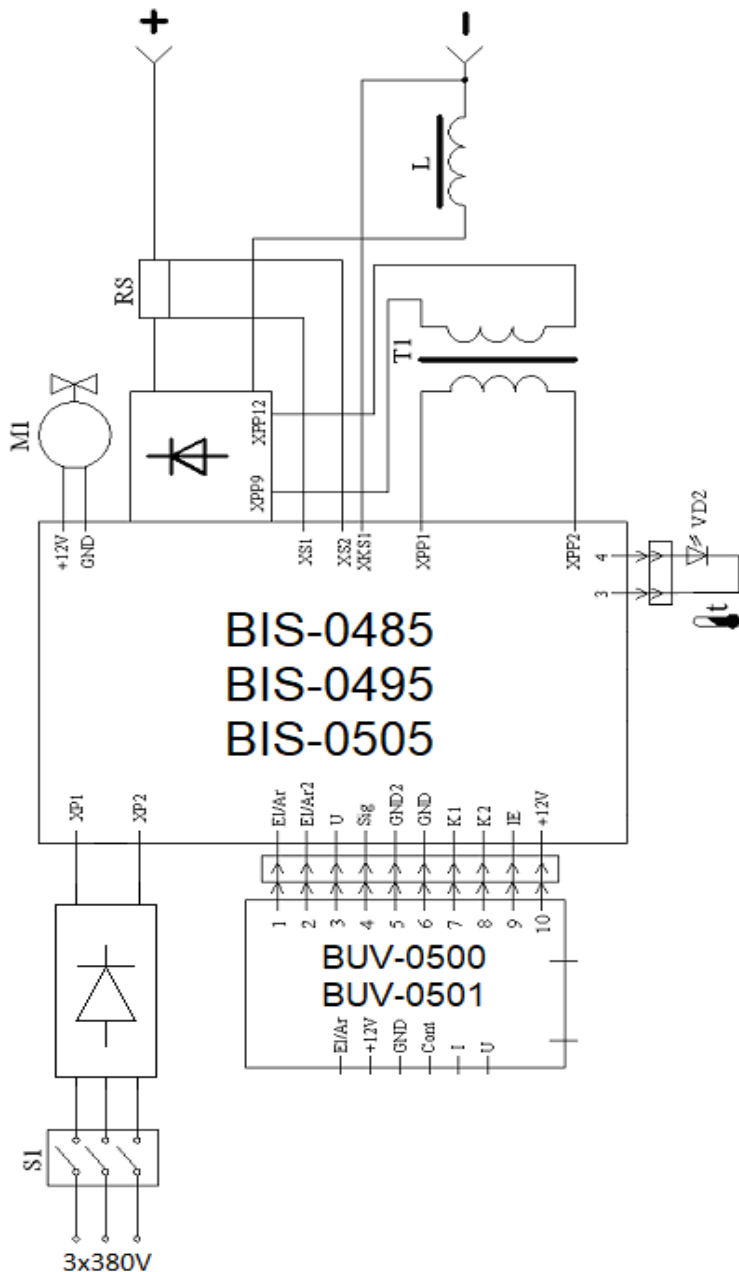 +
-
L
RS
M1
T1
XPP9
XPP12
+12V
GND
XS1
XS2
XKS1
XPP1
XPP2
4
3
VD2
t
BIS-0485
BIS-0495
BIS-0505
XP1
XP2
El/Ar
El/Ar2
U
Sig
GND2
GND
K1
K2
IE
+12V
1
2
3
4
5
6
7
8
9
10
BUV-0500
BUV-0501
El/Ar
+12V
GND
Cont
I
U
S1
3x380V